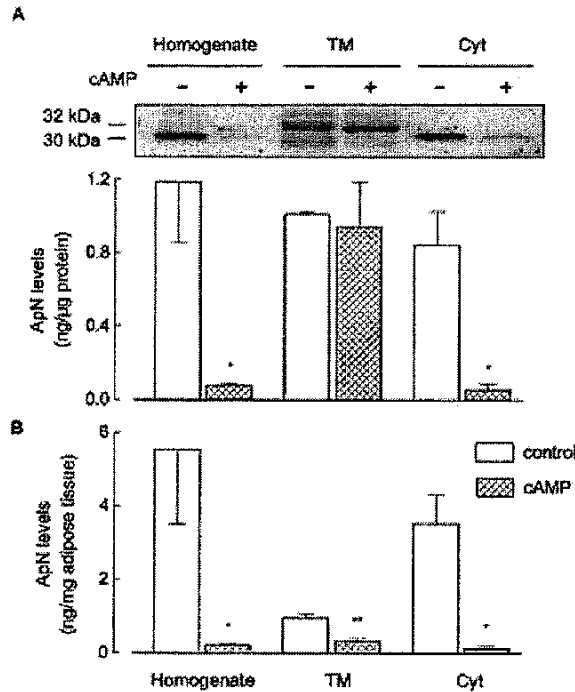 A
Homogenate TM Cyt
cAMP - + - + - +
32 kDa
30 kDa
1.2
0.8
0.4
0.0
ApN levels
(ng/µg protein)
* *
B
6
4
2
0
ApN levels
(ng/mg adipose tissue)
control
cAMP
* ** *
Homogenate TM Cyt